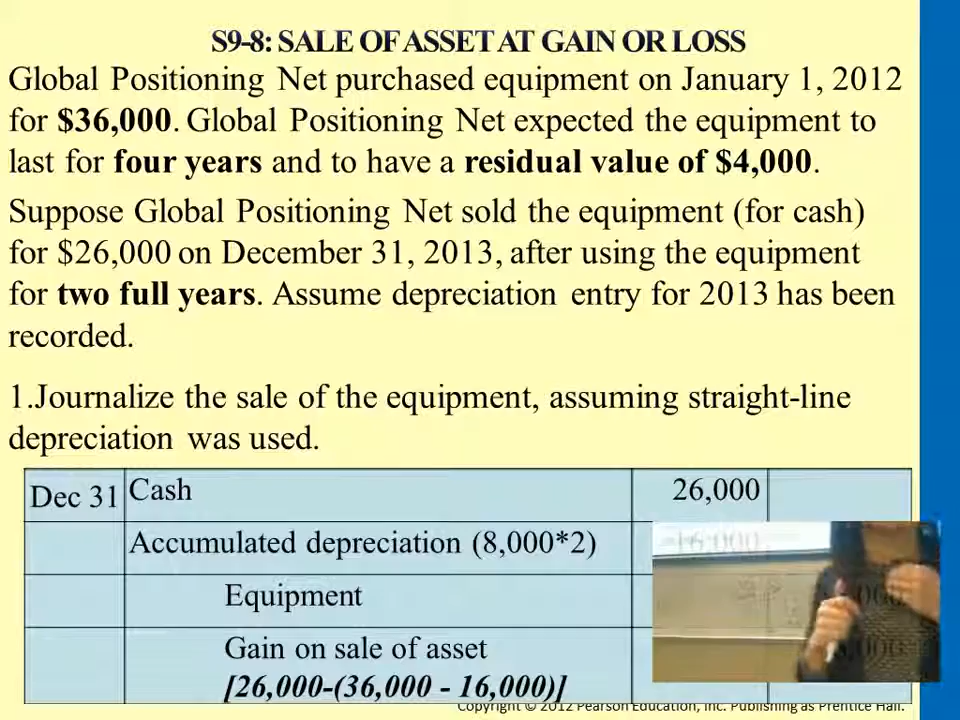 S9-8: SALE OF ASSET AT GAIN OR LOSS
Global Positioning Net purchased equipment on January 1, 2012
for $36,000. Global Positioning Net expected the equipment to
last for four years and to have a residual value of $4,000.
Suppose Global Positioning Net sold the equipment (for cash)
for $26,000 on December 31, 2013, after using the equipment
for two full years. Assume depreciation entry for 2013 has been
recorded.
1.Journalize the sale of the equipment, assuming straight-line
depreciation was used.
Dec 31 Cash 26,000
Accumulated depreciation (8,000*2) 16,000
Equipment
Gain on sale of asset
[26,000-(36,000 - 16,000)]
Copyright © 2012 Pearson Education, Inc. Publishing as Prentice Hall.